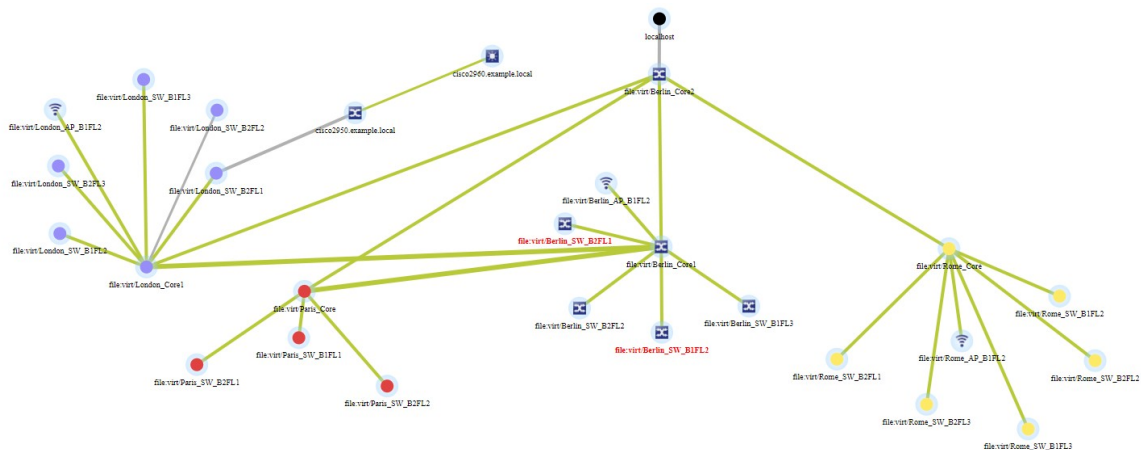 localhost
cisco2960.example.local
file:virt/Berlin_Core2
file:virt/London_SW_B1FL3
file:virt/London_AP_B1FL2
file:virt/London_SW_B2FL2
cisco2950.example.local
file:virt/London_SW_B2FL3
file:virt/London_SW_B2FL1
file:virt/Berlin_AP_B1FL2
file:virt/Berlin_SW_B2FL1
file:virt/London_SW_B1FL2
file:virt/Berlin_Core1
file:virt/Rome_Core
file:virt/London_Core1
file:virt/Paris_Core
file:virt/Rome_SW_B1FL2
file:virt/Berlin_SW_B2FL2
file:virt/Berlin_SW_B1FL3
file:virt/Paris_SW_B1FL1
file:virt/Berlin_SW_B1FL2
file:virt/Rome_AP_B1FL2
file:virt/Paris_SW_B2FL1
file:virt/Rome_SW_B2FL1
file:virt/Rome_SW_B2FL2
file:virt/Paris_SW_B2FL2
file:virt/Rome_SW_B2FL3
file:virt/Rome_SW_B1FL3